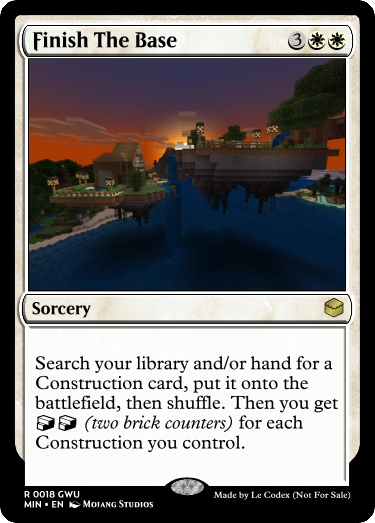 Finish The Base 3
Sorcery
Search your library and/or hand for a
Construction card, put it onto the
battlefield, then shuffle. Then you get
(two brick counters) for each
Construction you control.
R 0018 GWU
MIN • EN Mojang Studios
Made by Le Codex (Not For Sale)